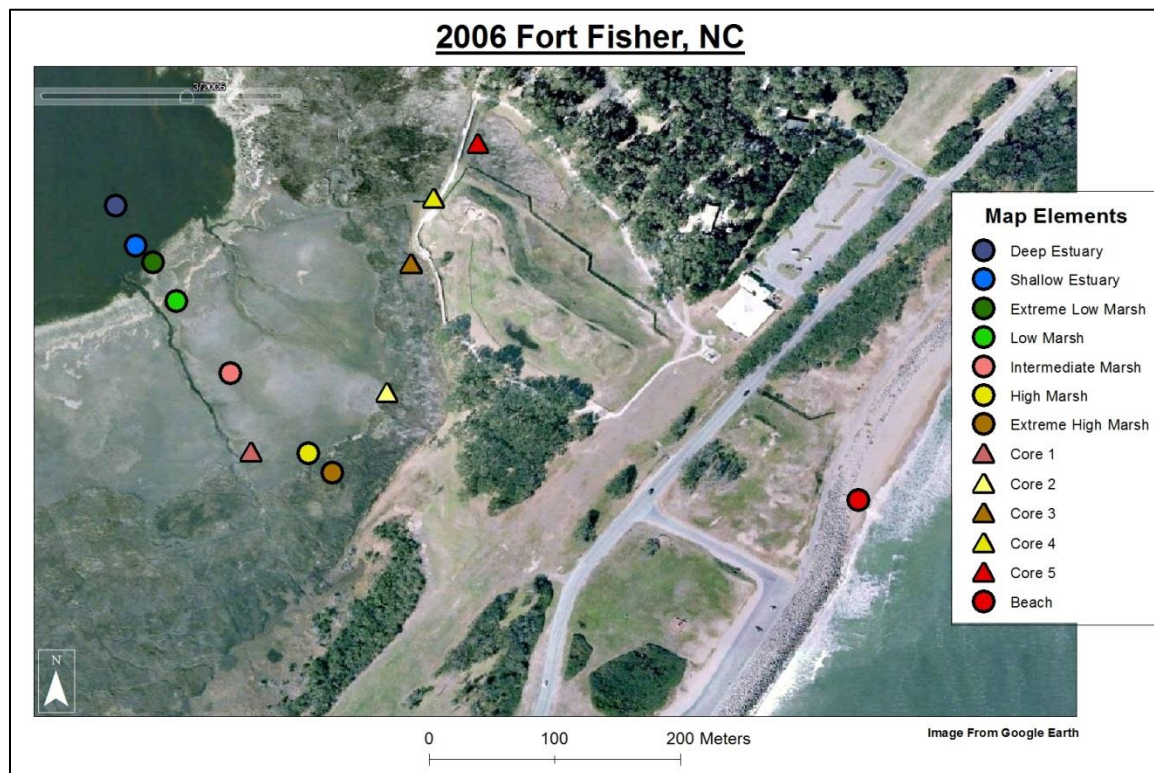 2006 Fort Fisher, NC
3/2006
Map Elements
Deep Estuary
Shallow Estuary
Extreme Low Marsh
Low Marsh
Intermediate Marsh
High Marsh
Extreme High Marsh
Core 1
Core 2
Core 3
Core 4
Core 5
Beach
N
0 100 200 Meters
Image From Google Earth